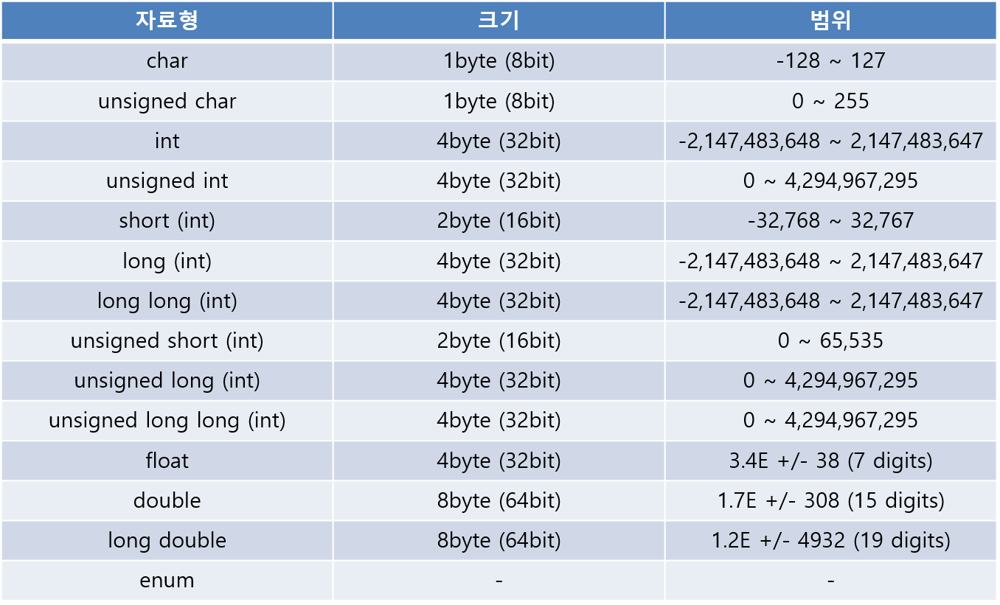 자료형 크기 범위
char 1byte (8bit) -128 ~ 127
unsigned char 1byte (8bit) 0 ~ 255
int 4byte (32bit) -2,147,483,648 ~ 2,147,483,647
unsigned int 4byte (32bit) 0 ~ 4,294,967,295
short (int) 2byte (16bit) -32,768 ~ 32,767
long (int) 4byte (32bit) -2,147,483,648 ~ 2,147,483,647
long long (int) 4byte (32bit) -2,147,483,648 ~ 2,147,483,647
unsigned short (int) 2byte (16bit) 0 ~ 65,535
unsigned long (int) 4byte (32bit) 0 ~ 4,294,967,295
unsigned long long (int) 4byte (32bit) 0 ~ 4,294,967,295
float 4byte (32bit) 3.4E +/- 38 (7 digits)
double 8byte (64bit) 1.7E +/- 308 (15 digits)
long double 8byte (64bit) 1.2E +/- 4932 (19 digits)
enum - -